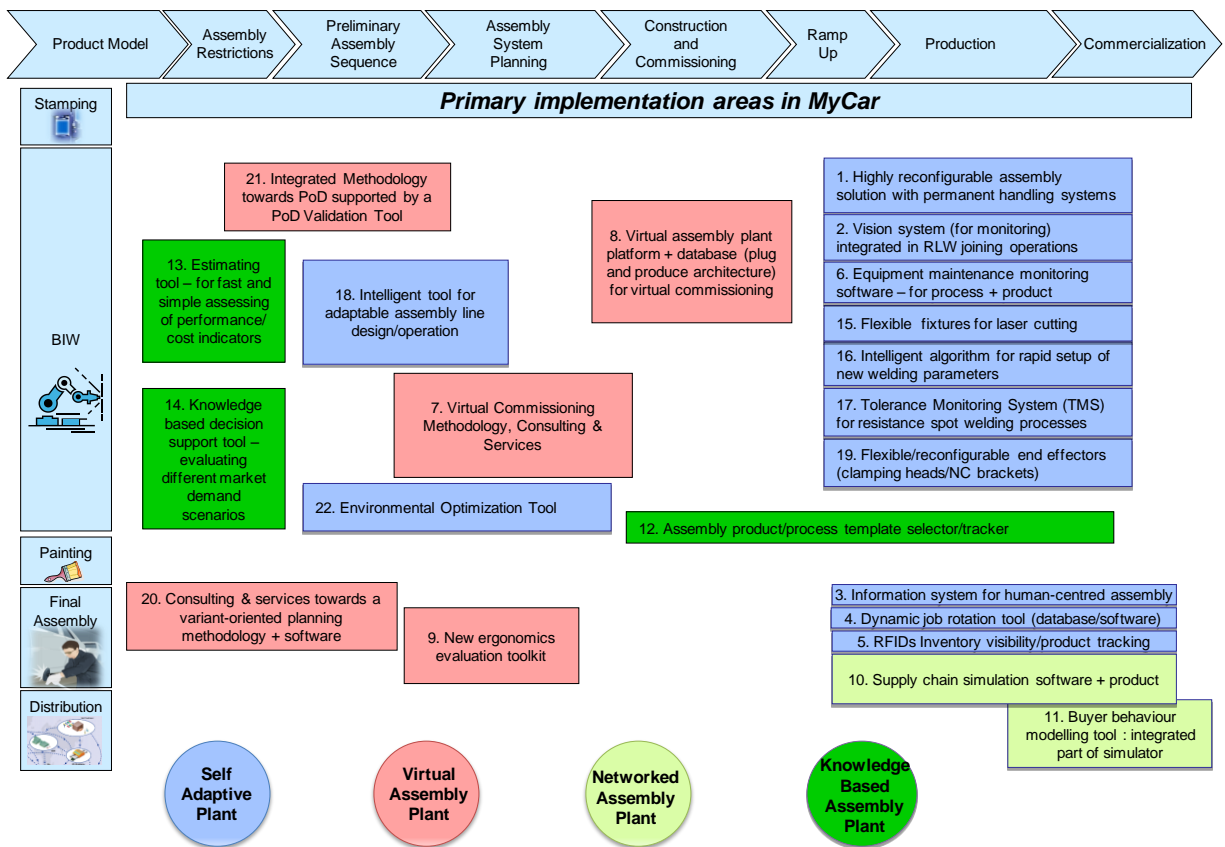 Product Model
Assembly
Restrictions
Preliminary
Assembly
Sequence
Assembly
System
Planning
Construction
and
Commissioning
Ramp
Up
Production
Commercialization
Primary implementation areas in MyCar
Stamping
BIW
Painting
Final
Assembly
Distribution
21. Integrated Methodology
towards PoD supported by a
PoD Validation Tool
13. Estimating
tool – for fast and
simple assessing
of performance/
cost indicators
18. Intelligent tool for
adaptable assembly line
design/operation
8. Virtual assembly plant
platform + database (plug
and produce architecture)
for virtual commissioning
14. Knowledge
based decision
support tool –
evaluating
different market
demand
scenarios
7. Virtual Commissioning
Methodology, Consulting &
Services
22. Environmental Optimization Tool
12. Assembly product/process template selector/tracker
1. Highly reconfigurable assembly
solution with permanent handling systems
2. Vision system (for monitoring)
integrated in RLW joining operations
6. Equipment maintenance monitoring
software – for process + product
15. Flexible fixtures for laser cutting
16. Intelligent algorithm for rapid setup of
new welding parameters
17. Tolerance Monitoring System (TMS)
for resistance spot welding processes
19. Flexible/reconfigurable end effectors
(clamping heads/NC brackets)
20. Consulting & services towards a
variant-oriented planning
methodology + software
9. New ergonomics
evaluation toolkit
3. Information system for human-centred assembly
4. Dynamic job rotation tool (database/software)
5. RFIDs Inventory visibility/product tracking
10. Supply chain simulation software + product
11. Buyer behaviour
modelling tool : integrated
part of simulator
Self
Adaptive
Plant
Virtual
Assembly
Plant
Networked
Assembly
Plant
Knowledge
Based
Assembly
Plant